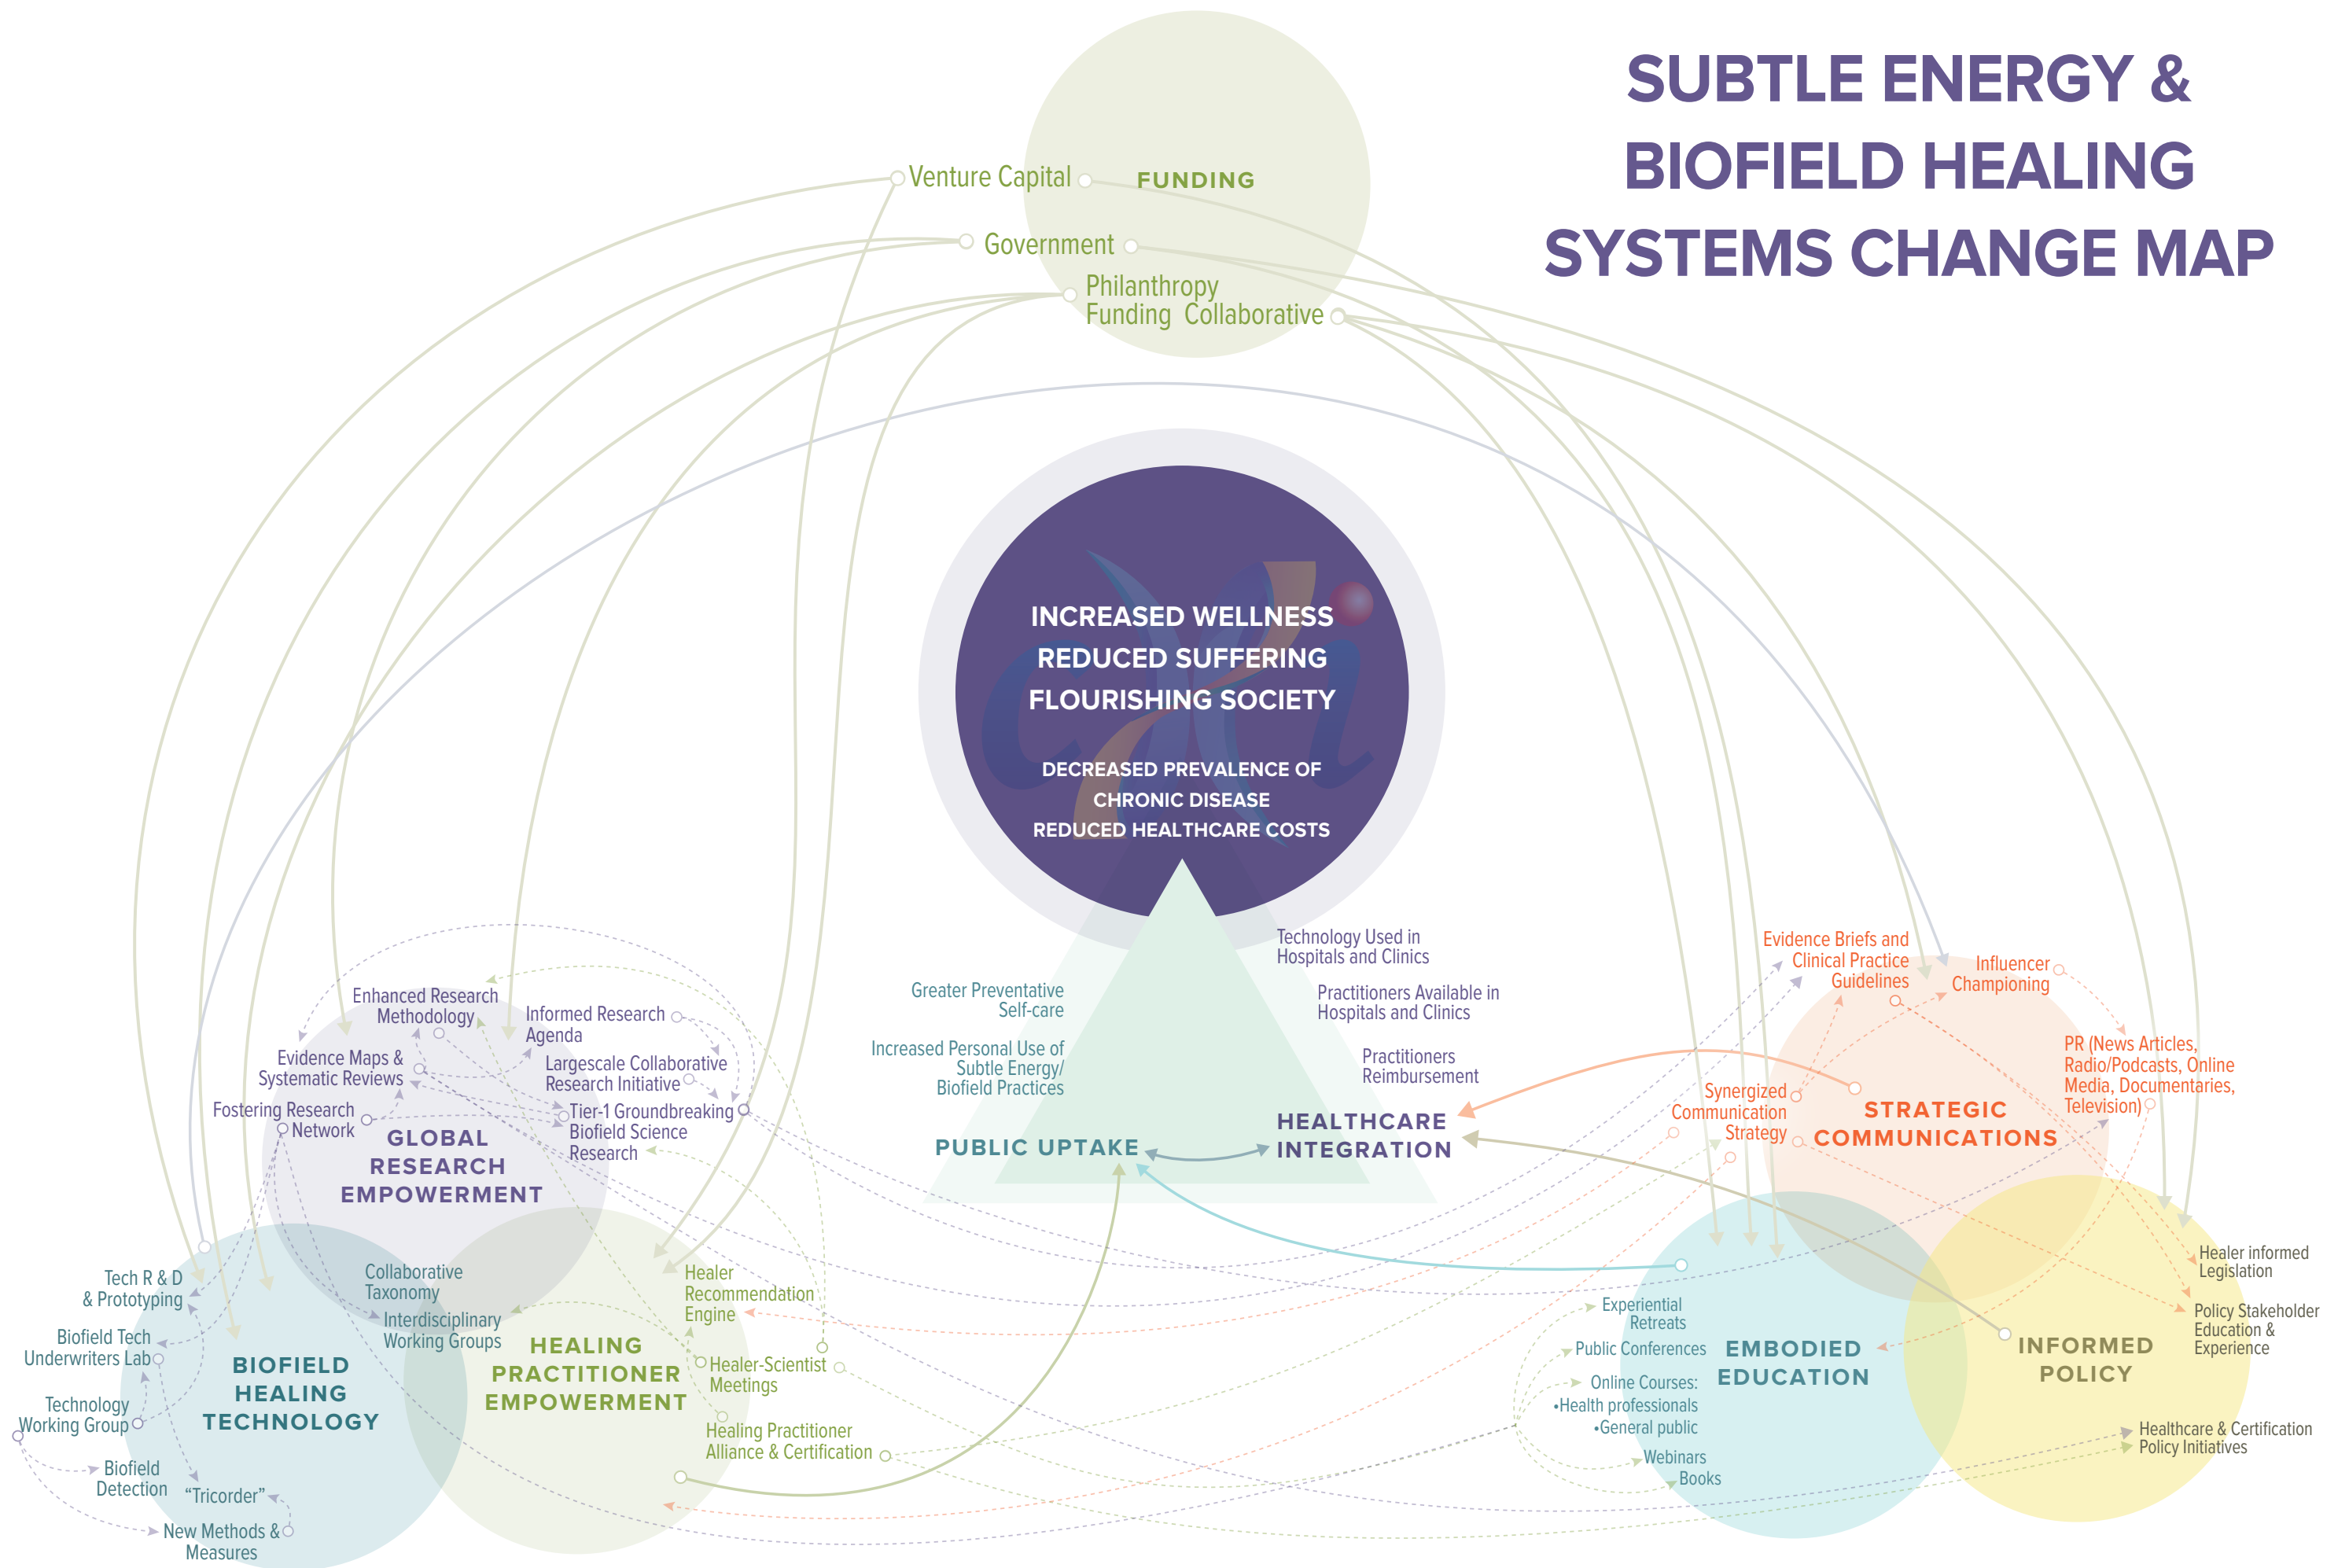 SUBTLE ENERGY &
BIOFIELD HEALING
SYSTEMS CHANGE MAP
Venture Capital
FUNDING
Government
Philanthropy
Funding Collaborative
INCREASED WELLNESS
REDUCED SUFFERING
FLOURISHING SOCIETY
DECREASED PREVALENCE OF
CHRONIC DISEASE
REDUCED HEALTHCARE COSTS
chi
Greater Preventative
Self-care
Increased Personal Use of
Subtle Energy/
Biofield Practices
PUBLIC UPTAKE
Technology Used in
Hospitals and Clinics
Practitioners Available in
Hospitals and Clinics
Practitioners
Reimbursement
HEALTHCARE
INTEGRATION
Enhanced Research
Methodology
Informed Research
Agenda
Evidence Maps &
Systematic Reviews
Largescale Collaborative
Research Initiative
Fostering Research
Network
Tier-1 Groundbreaking
Biofield Science
Research
GLOBAL
RESEARCH
EMPOWERMENT
Collaborative
Taxonomy
Interdisciplinary
Working Groups
Tech R & D
& Prototyping
Biofield Tech
Underwriters Lab
Technology
Working Group
Biofield
Detection
“Tricorder”
New Methods &
Measures
BIOFIELD
HEALING
TECHNOLOGY
Healer
Recommendation
Engine
Healer-Scientist
Meetings
Healing Practitioner
Alliance & Certification
HEALING
PRACTITIONER
EMPOWERMENT
Evidence Briefs and
Clinical Practice
Guidelines
Influencer
Championing
PR (News Articles,
Radio/Podcasts, Online
Media, Documentaries,
Television)
Synergized
Communication
Strategy
STRATEGIC
COMMUNICATIONS
Experiential
Retreats
Public Conferences
Online Courses:
•Health professionals
•General public
Webinars
Books
EMBODIED
EDUCATION
INFORMED
POLICY
Healer informed
Legislation
Policy Stakeholder
Education &
Experience
Healthcare & Certification
Policy Initiatives